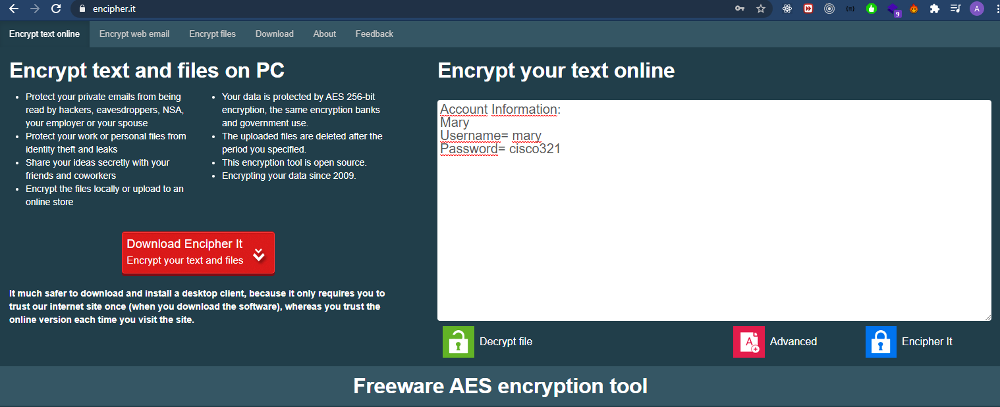 encipher.it
9
A
Encrypt text online
Encrypt web email
Encrypt files
Download
About
Feedback
Encrypt text and files on PC
Protect your private emails from being
read by hackers, eavesdroppers, NSA,
your employer or your spouse
Protect your work or personal files from
identity theft and leaks
Share your ideas secretly with your
friends and coworkers
Encrypt the files locally or upload to an
online store
Your data is protected by AES 256-bit
encryption, the same encryption banks
and government use.
The uploaded files are deleted after the
period you specified.
This encryption tool is open source.
Encrypting your data since 2009.
Download Encipher It
Encrypt your text and files
It much safer to download and install a desktop client, because it only requires you to
trust our internet site once (when you download the software), whereas you trust the
online version each time you visit the site.
Encrypt your text online
Account Information:
Mary
Username= mary
Password= cisco321
Decrypt file
A
Advanced
Encipher It
Freeware AES encryption tool